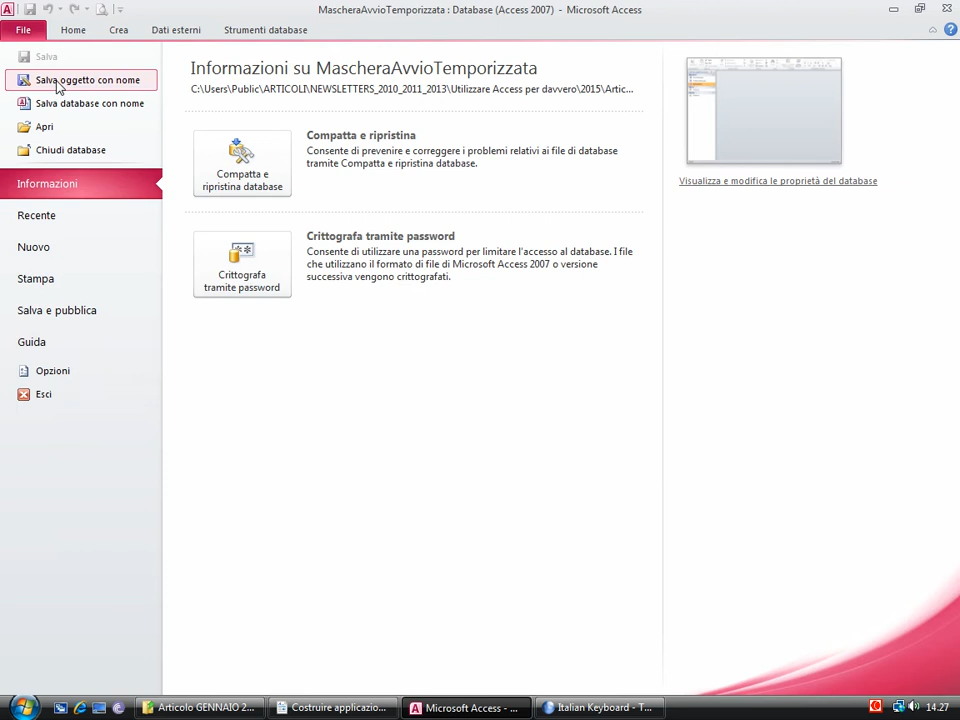 MascheraAvvioTemporizzata : Database (Access 2007) - Microsoft Access
File Home Crea Dati esterni Strumenti database
Salva
Salva oggetto con nome
Salva database con nome
Apri
Chiudi database
Informazioni
Recente
Nuovo
Stampa
Salva e pubblica
Guida
Opzioni
Esci
Informazioni su MascheraAvvioTemporizzata
C:\Users\Public\ARTICOLI\NEWSLETTERS_2010_2011_2013\Utilizzare Access per davvero\2015\Artic...
Compatta e ripristina database
Compatta e ripristina
Consente di prevenire e correggere i problemi relativi ai file di database
tramite Compatta e ripristina database.
Crittografa
tramite password
Crittografa tramite password
Consente di utilizzare una password per limitare l'accesso al database. I file
che utilizzano il formato di file di Microsoft Access 2007 o versione
successiva vengono crittografati.
Visualizza e modifica le proprietà del database
Articolo GENNAIO 2... Costruire applicazio... Microsoft Access - ... Italian Keyboard - T... 14.27